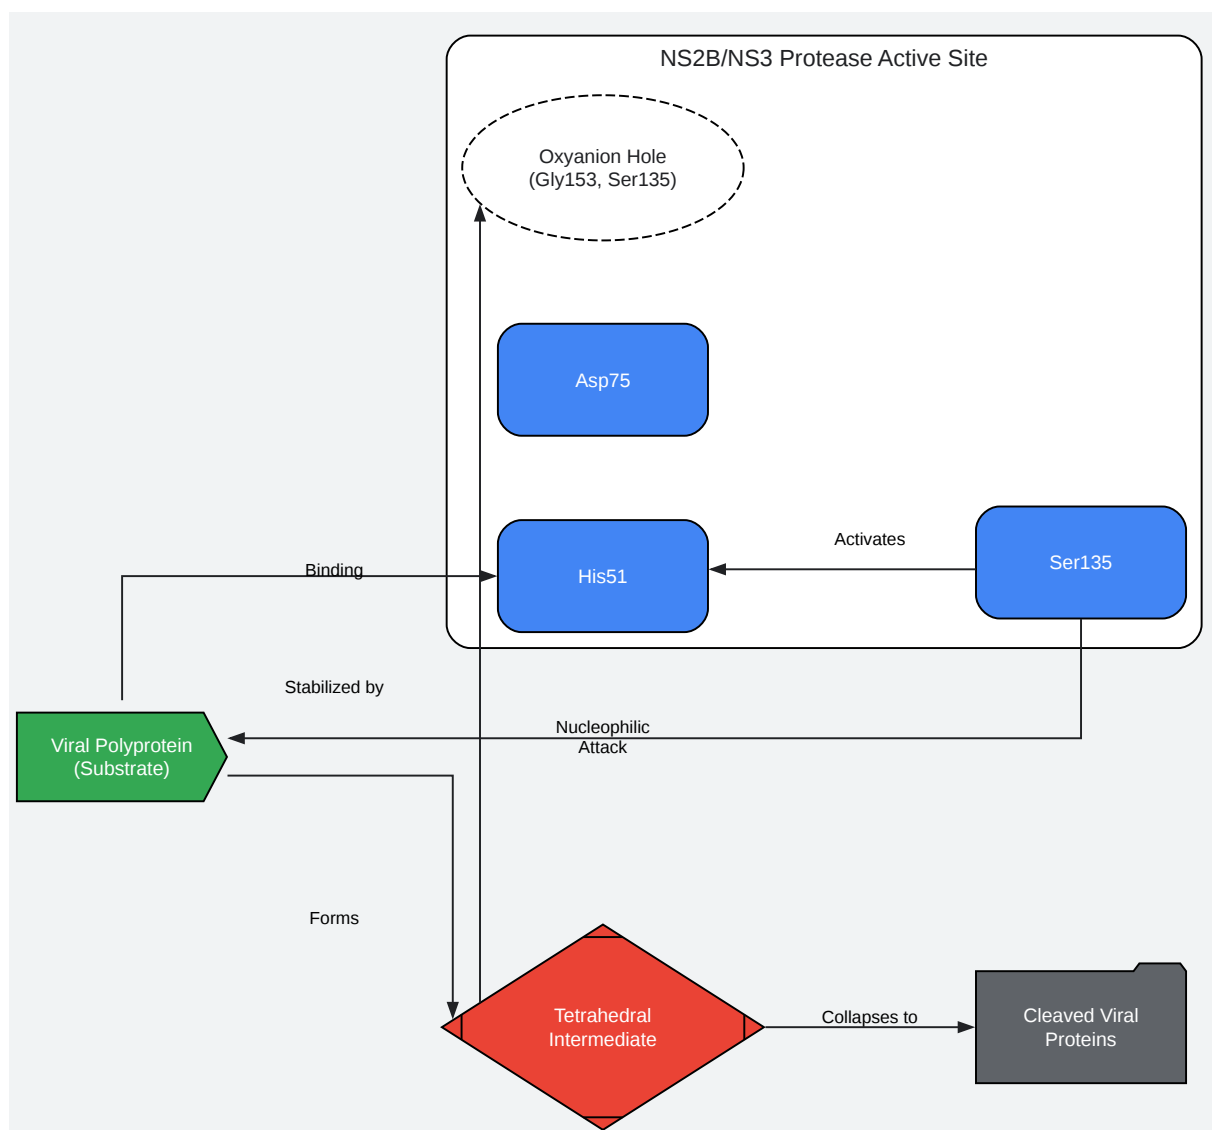 NS2B/NS3 Protease Active Site
Oxyanion Hole
(Gly153, Ser135)
Asp75
Activates
His51
Ser135
Binding
Stabilized by
Nucleophilic
Attack
Viral Polyprotein
(Substrate)
Forms
Tetrahedral
Intermediate
Collapses to
Cleaved Viral
Proteins